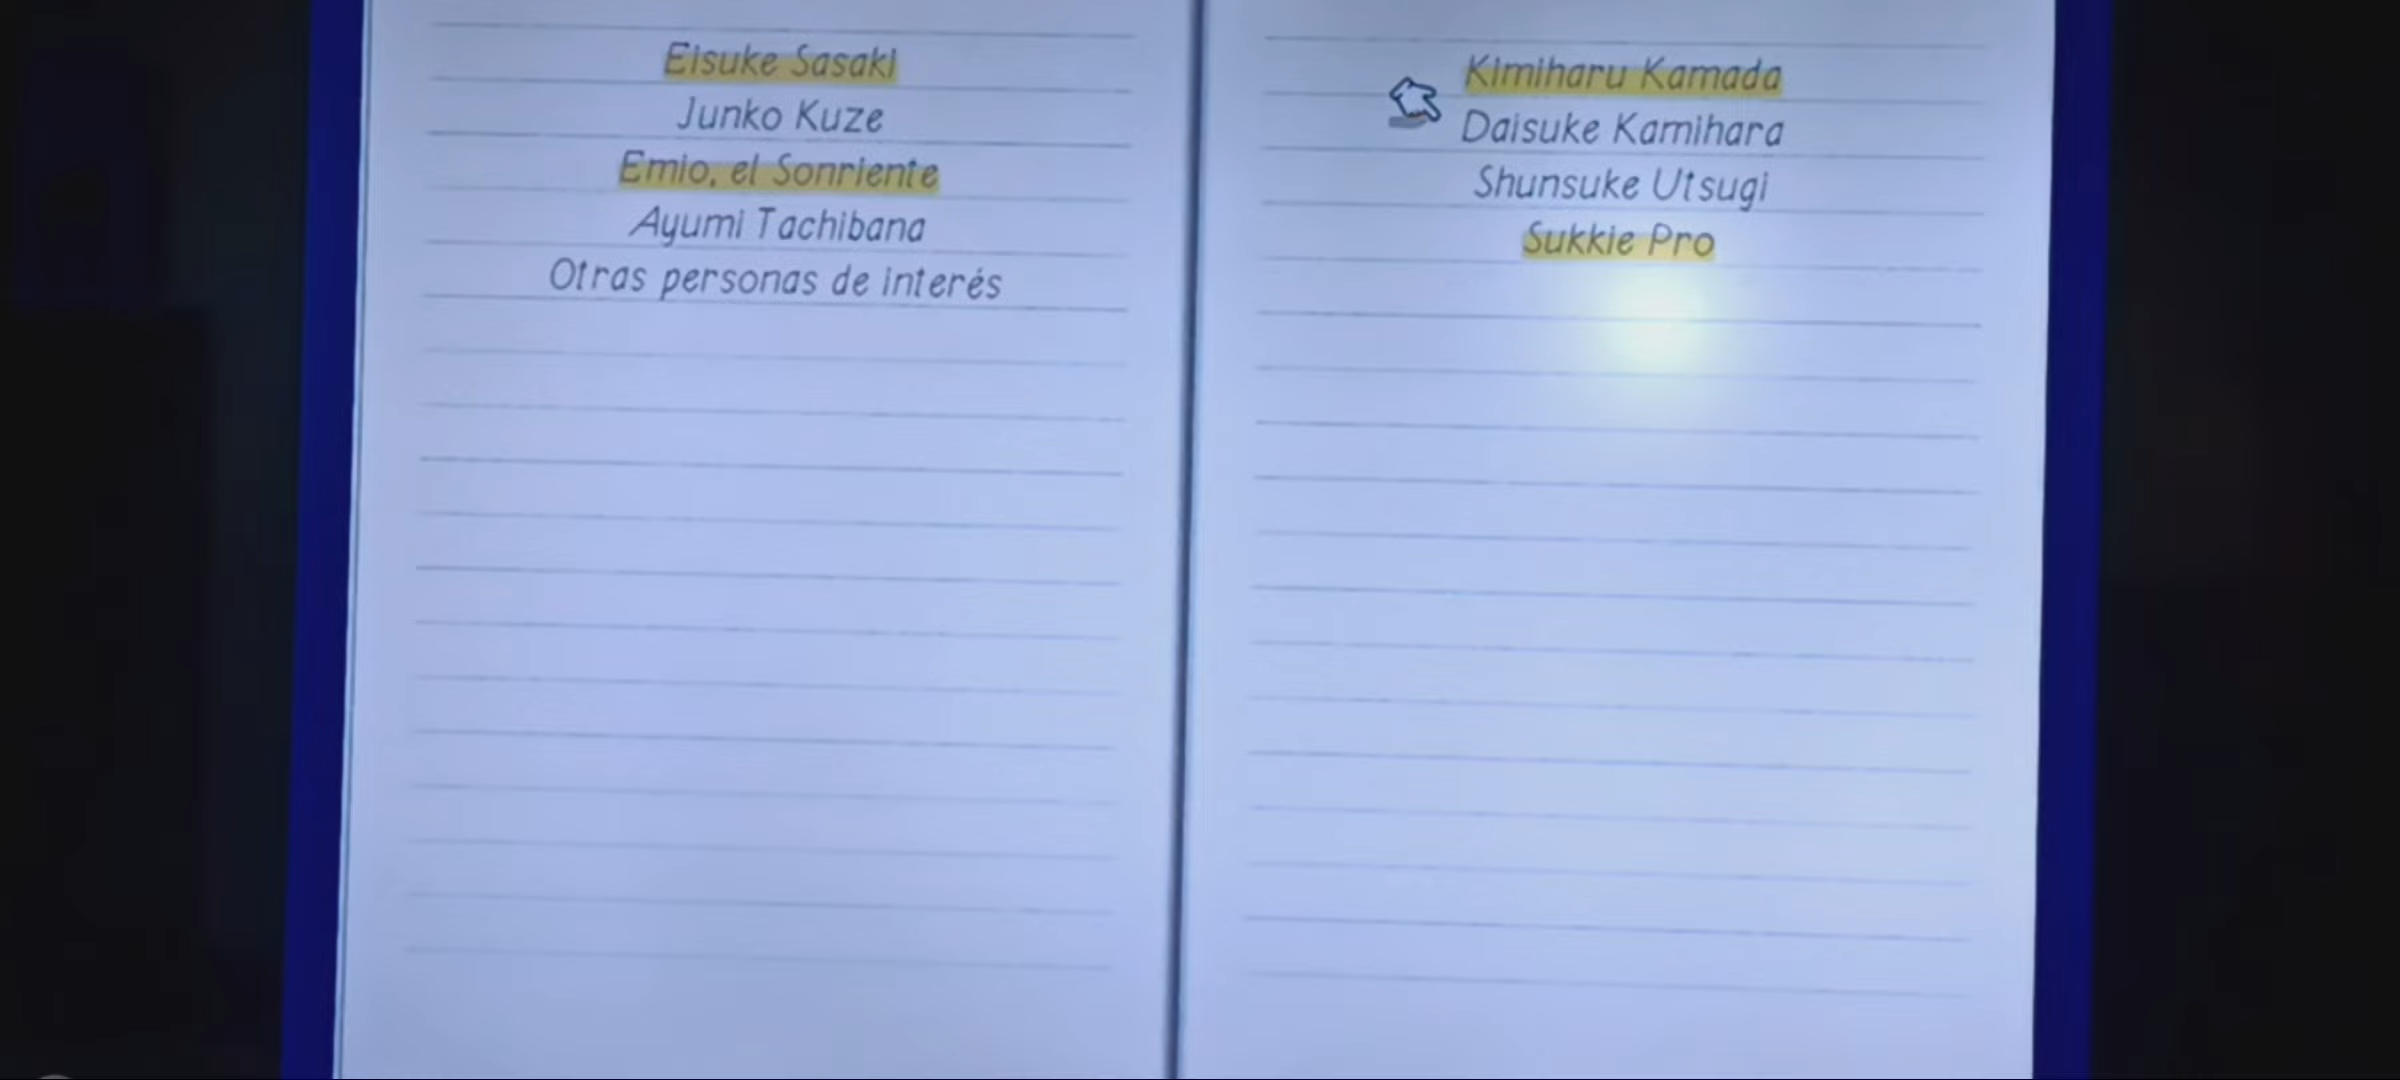 Eisuke Sasaki
Junko Kuze
Emio, el Sonriente
Ayumi Tachibana
Otras personas de interés
Kimiharu Kamada
Daisuke Kamihara
Shunsuke Utsugi
Sukkie Pro